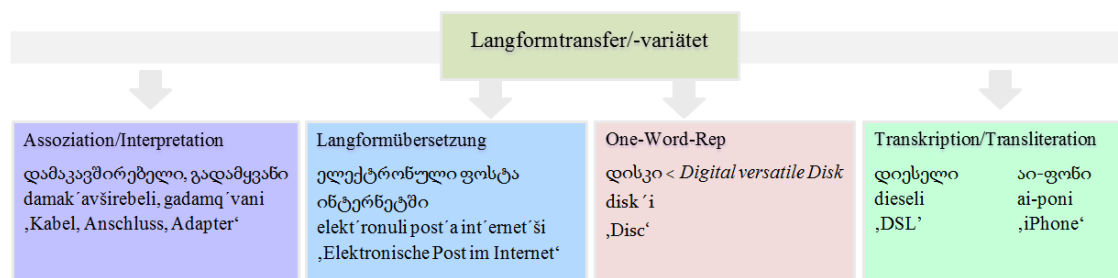 Langformtransfer/-variätet
Assoziation/Interpretation
დამაკავშირებელი, გადამყვანი
damak´avširebeli, gadamq´vani
‚Kabel, Anschluss, Adapter‘
Langformübersetzung
ელექტრონული ფოსტა
ინტერნეტში
elekt´ronuli post´a int´ernet´ši
‚Elektronische Post im Internet‘
One-Word-Rep
დისკი < Digital versatile Disk
disk´i
‚Disc‘
Transkription/Transliteration
დიესელი აი-ფონი
dieseli ai-poni
‚DSL’ ‚iPhone‘